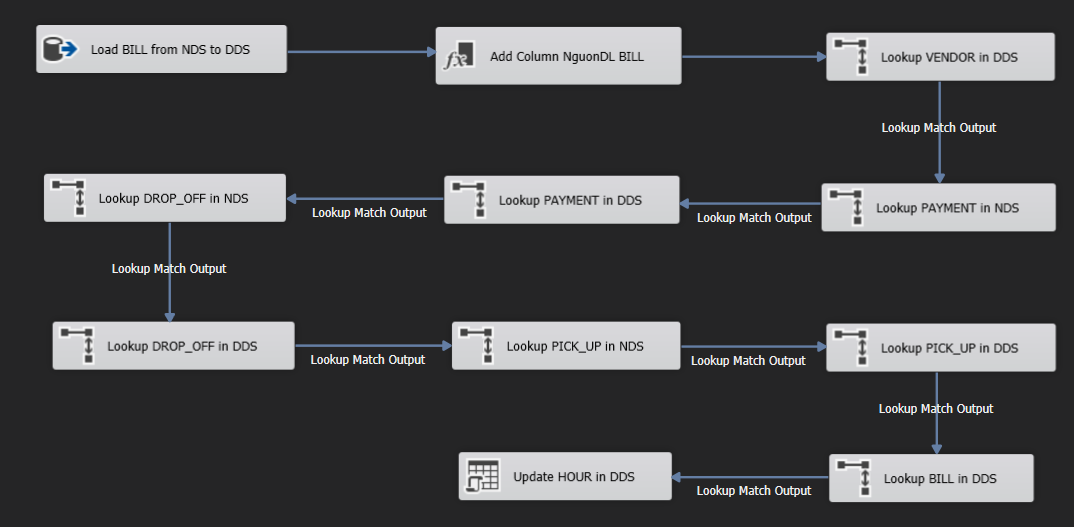 Load BILL from NDS to DDS
Add Column NguonDL BILL
Lookup VENDOR in DDS
Lookup Match Output
Lookup PAYMENT in NDS
Lookup Match Output
Lookup PAYMENT in DDS
Lookup Match Output
Lookup DROP_OFF in NDS
Lookup Match Output
Lookup DROP_OFF in DDS
Lookup Match Output
Lookup PICK_UP in NDS
Lookup Match Output
Lookup PICK_UP in DDS
Lookup Match Output
Lookup BILL in DDS
Lookup Match Output
Update HOUR in DDS